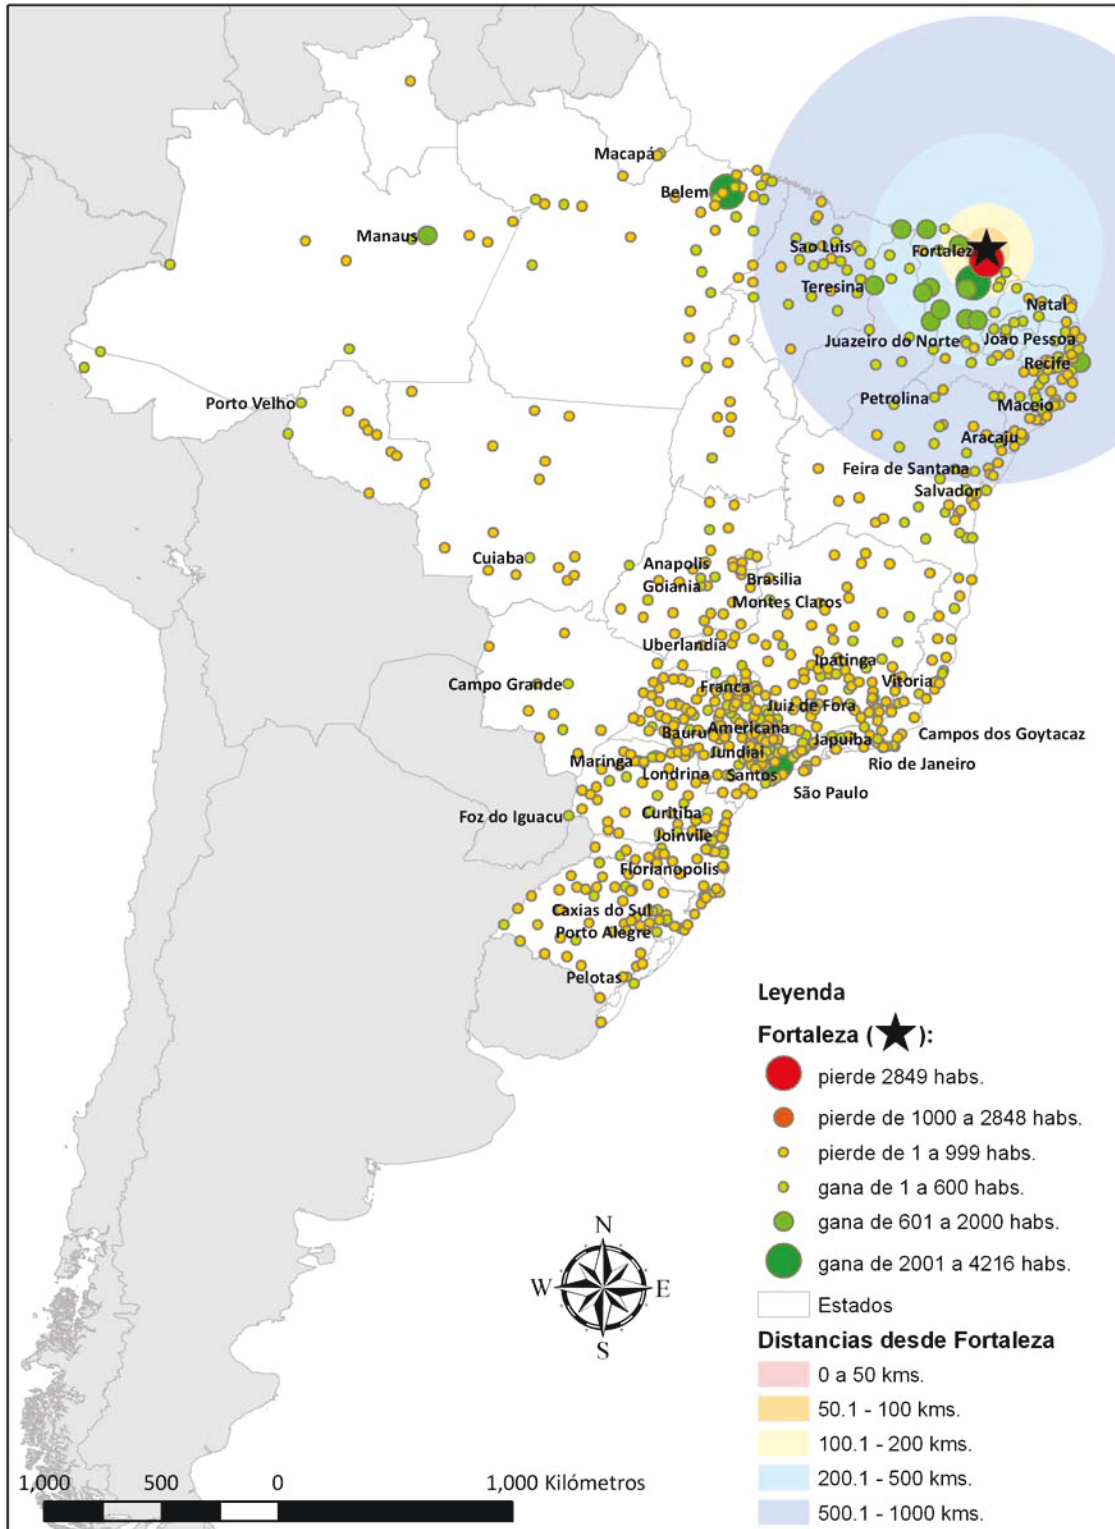 Macapá
Belem
Manaus
Sao Luis
Fortalez
Teresina
Natal
Juazeiro do Norte
Joao Pessoa
Recife
Porto Velho
Petrolina
Maceio
Aracaju
Feira de Santana
Salvador
Cuiaba
Anapolis
Goiania
Brasilia
Montes Claros
Uberlandia
Ipatinga
Campo Grande
Franca
Vitoria
Juiz de Fora
Bauru
Americana
Campos dos Goytacaz
Japuiba
Maringa
Jundiai
Rio de Janeiro
Londrina
Santos
São Paulo
Foz do Iguacu
Curitiba
Joinvile
Florianopolis
Caxias do Sul
Porto Alegre
Pelotas
Leyenda
Fortaleza (★):
pierde 2849 habs.
pierde de 1000 a 2848 habs.
pierde de 1 a 999 habs.
gana de 1 a 600 habs.
gana de 601 a 2000 habs.
gana de 2001 a 4216 habs.
Estados
Distancias desde Fortaleza
0 a 50 kms.
50.1 - 100 kms.
100.1 - 200 kms.
200.1 - 500 kms.
500.1 - 1000 kms.
N
W E
S
1,000 500 0 1,000 Kilómetros